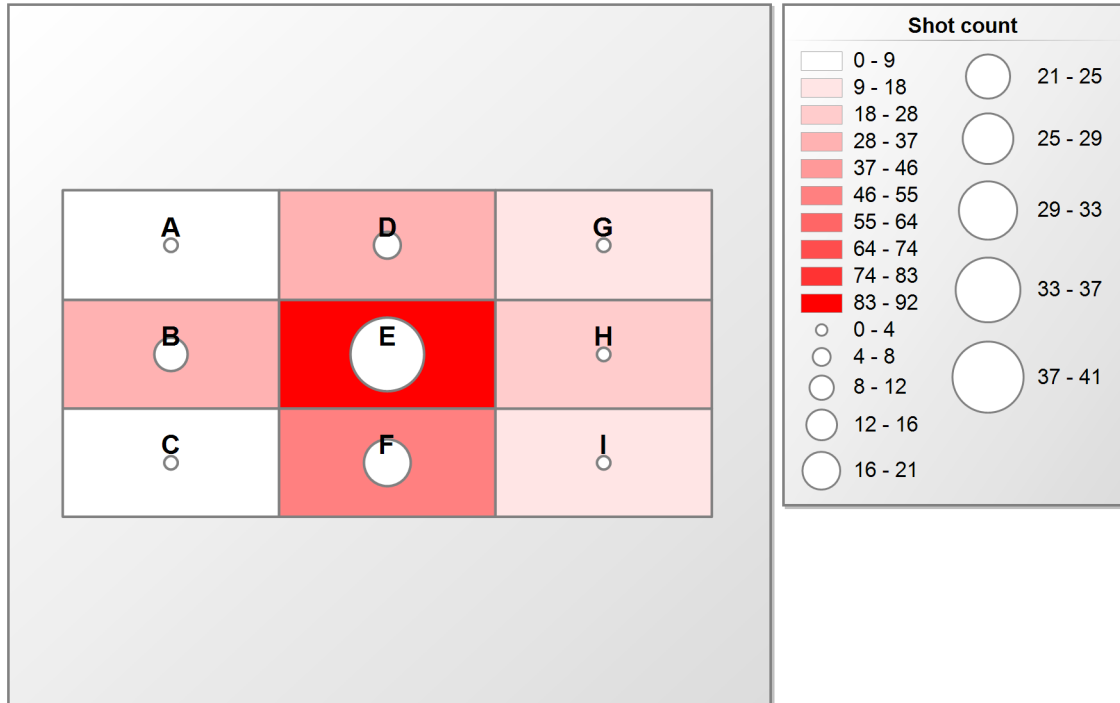 Shot count
A
D
G
B
E
H
C
F
I
0 - 9
9 - 18
18 - 28
28 - 37
37 - 46
46 - 55
55 - 64
64 - 74
74 - 83
83 - 92
0 - 4
4 - 8
8 - 12
12 - 16
16 - 21
21 - 25
25 - 29
29 - 33
33 - 37
37 - 41